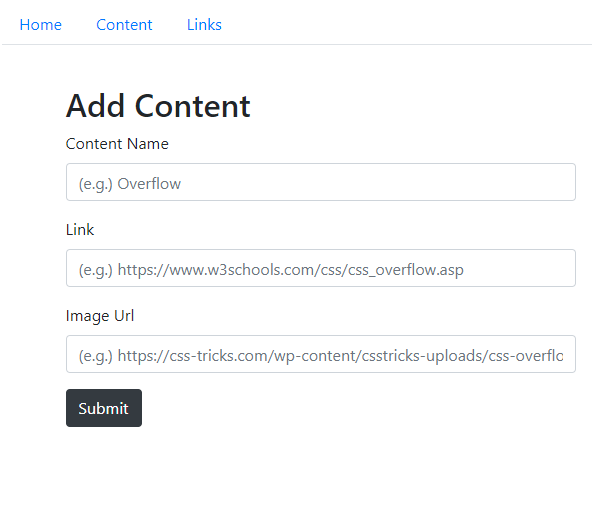 Home Content Links
Add Content
Content Name
(e.g.) Overflow
Link
(e.g.) https://www.w3schools.com/css/css_overflow.asp
Image Url
(e.g.) https://css-tricks.com/wp-content/csstricks-uploads/css-overflo
Submit